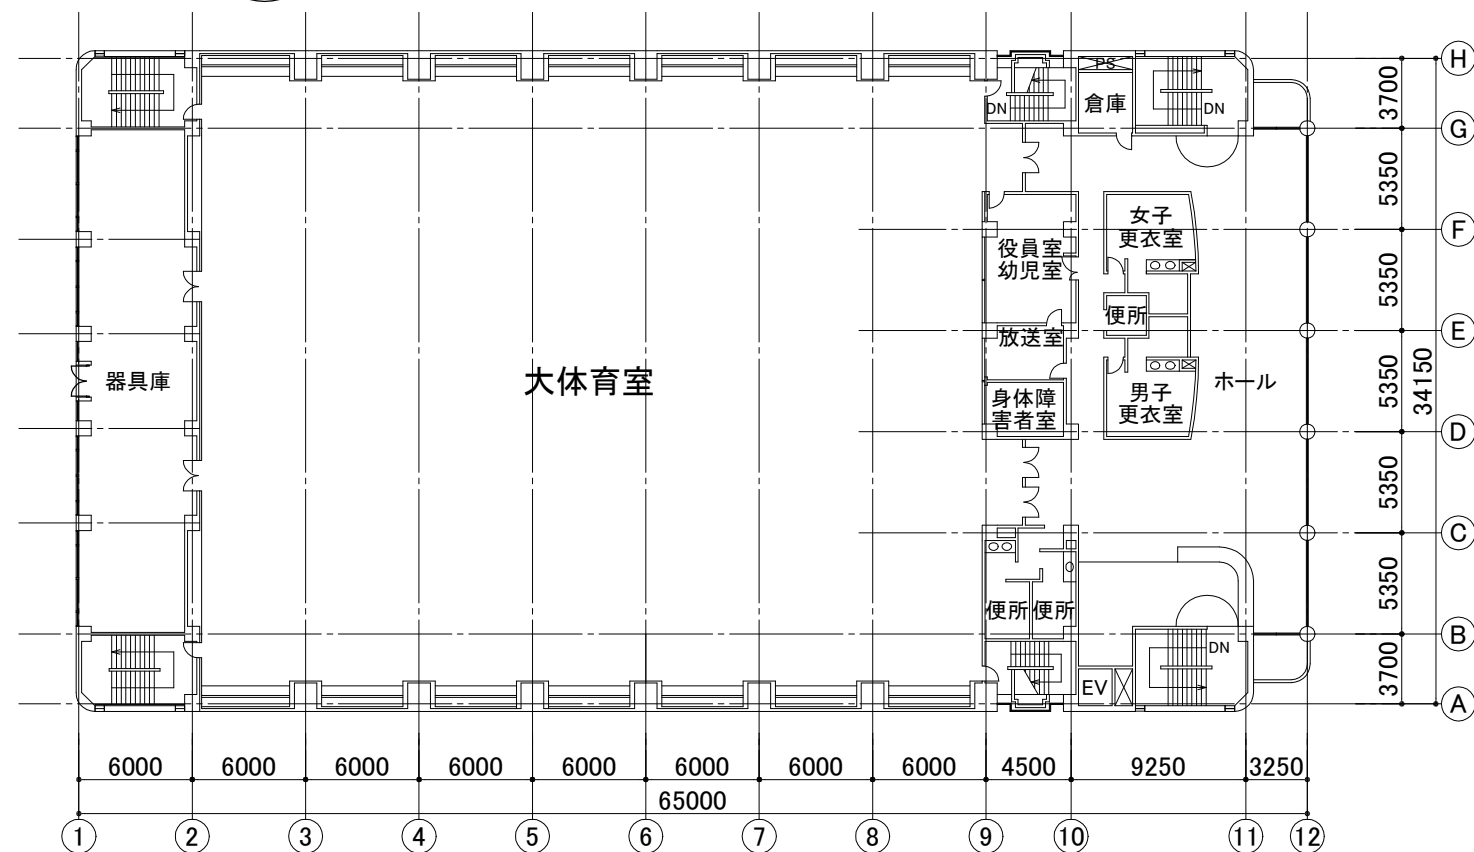 PS
倉庫
DN
DN
女子
更衣室
役員室
幼児室
便所
放送室
器具庫
大体育室
ホール
身体障
害者室
男子
更衣室
便所
便所
DN
EV
H
G
F
E
D
C
B
A
3700
5350
5350
5350
5350
5350
3700
34150
6000
6000
6000
6000
6000
6000
6000
6000
4500
9250
3250
65000
1
2
3
4
5
6
7
8
9
10
11
12